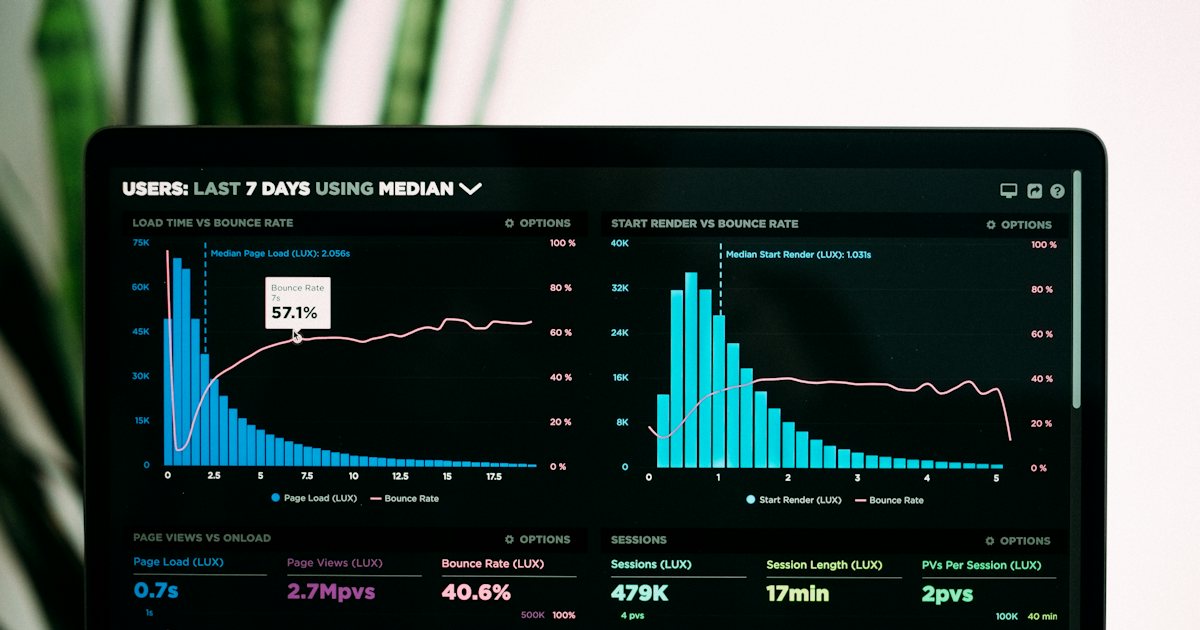 USERS: LAST 7 DAYS USING MEDIAN
LOAD TIME VS BOUNCE RATE
OPTIONS
75K
60K
45K
30K
15K
0
Median Page Load (LUX): 2.056s
Bounce Rate
7s
57.1%
100 %
80 %
60 %
40 %
20 %
0 %
0 2.5 5 7.5 10 12.5 15 17.5
Page Load (LUX) Bounce Rate
START RENDER VS BOUNCE RATE
OPTIONS
40K
32K
24K
16K
8K
0
Median Start Render (LUX): 1.031s
100 %
80 %
60 %
40 %
20 %
0 %
0 1 2 3 4 5
Start Render (LUX) Bounce Rate
PAGE VIEWS VS ONLOAD
OPTIONS
Page Load (LUX)
0.7s
1s
Page Views (LUX)
2.7Mpvs
500K
Bounce Rate (LUX)
40.6%
100%
SESSIONS
OPTIONS
Sessions (LUX)
479K
4 pvs
Session Length (LUX)
17min
PVs Per Session (LUX)
2pvs
100K 40 min